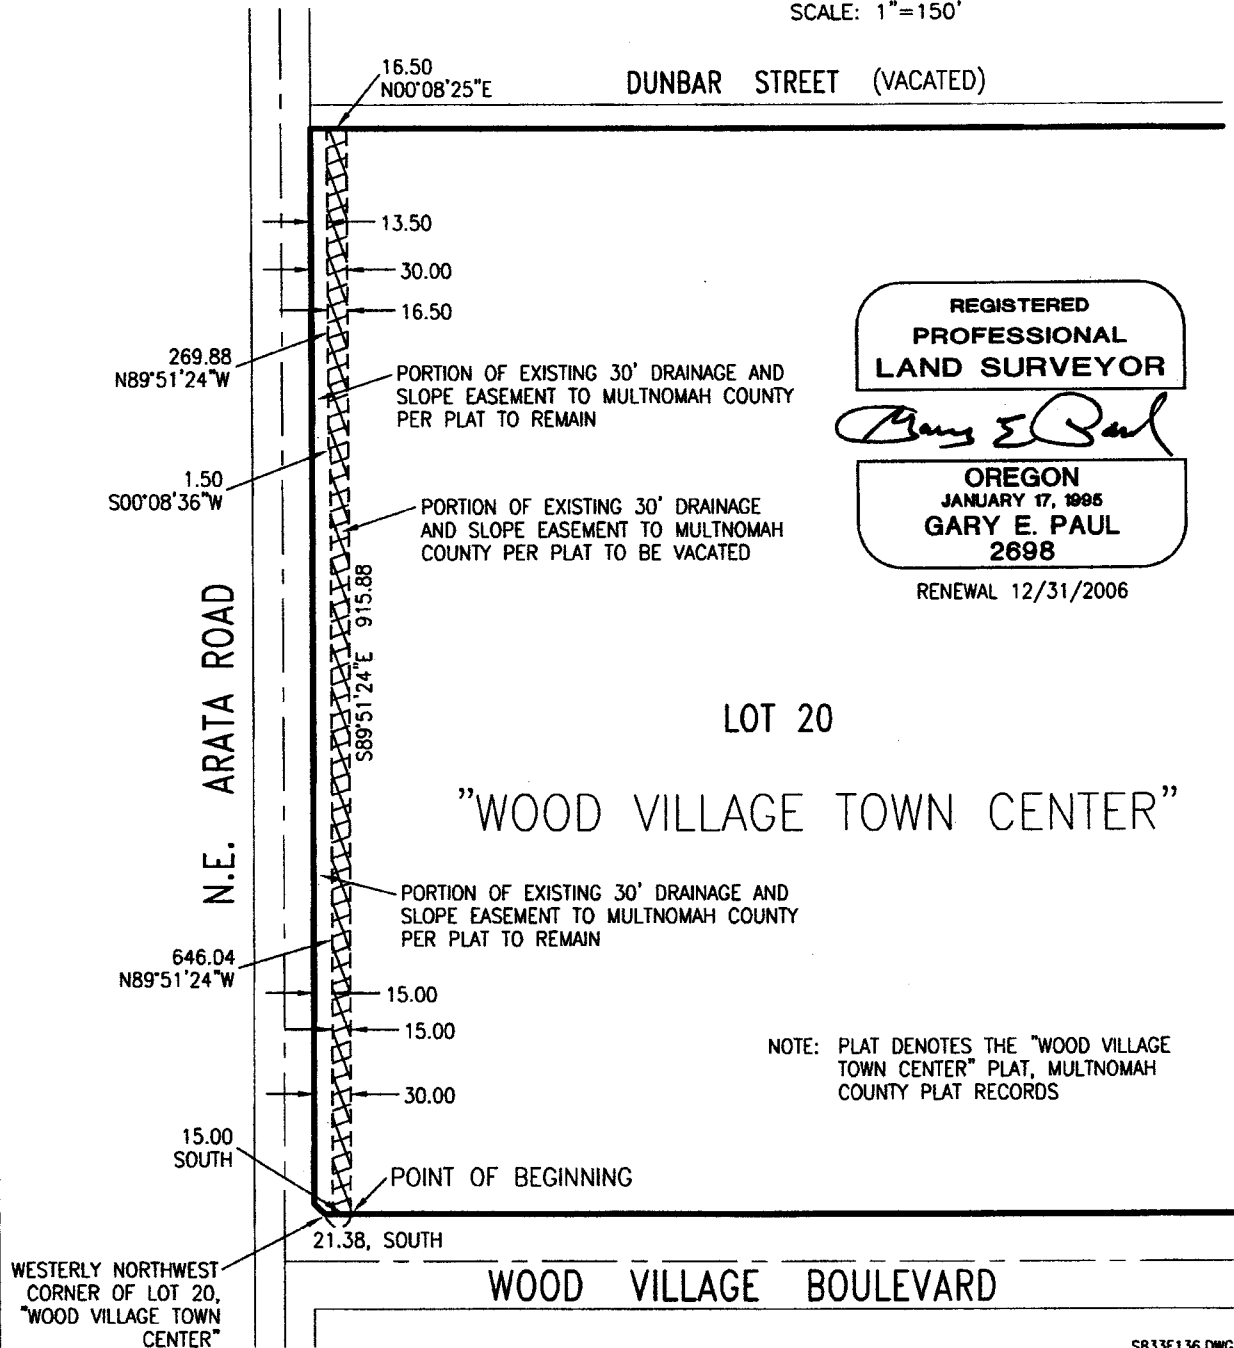 SCALE: 1"=150'
16.50
N00°08'25"E
DUNBAR STREET (VACATED)
13.50
30.00
16.50
269.88
N89°51'24"W
PORTION OF EXISTING 30' DRAINAGE AND
SLOPE EASEMENT TO MULTNOMAH COUNTY
PER PLAT TO REMAIN
REGISTERED
PROFESSIONAL
LAND SURVEYOR
Gary E Paul
OREGON
JANUARY 17, 1995
GARY E. PAUL
2698
RENEWAL 12/31/2006
1.50
S00°08'36"W
PORTION OF EXISTING 30' DRAINAGE
AND SLOPE EASEMENT TO MULTNOMAH
COUNTY PER PLAT TO BE VACATED
S89°51'24"E 915.88
N.E. ARATA ROAD
LOT 20
"WOOD VILLAGE TOWN CENTER"
PORTION OF EXISTING 30' DRAINAGE AND
SLOPE EASEMENT TO MULTNOMAH COUNTY
PER PLAT TO REMAIN
646.04
N89°51'24"W
15.00
15.00
30.00
NOTE: PLAT DENOTES THE "WOOD VILLAGE
TOWN CENTER" PLAT, MULTNOMAH
COUNTY PLAT RECORDS
15.00
SOUTH
POINT OF BEGINNING
21.38, SOUTH
WESTERLY NORTHWEST
CORNER OF LOT 20,
"WOOD VILLAGE TOWN
CENTER"
WOOD VILLAGE BOULEVARD
SR33E136.DWG